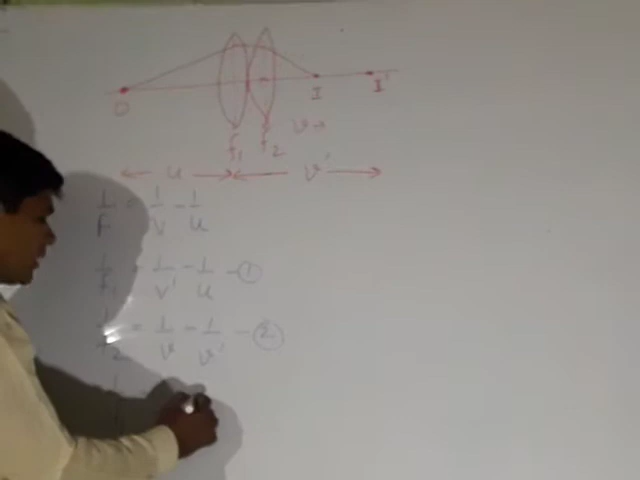 O I I'
f1 f2 v→
u v'
1/F = 1/v - 1/u
1/f1 = 1/v' - 1/u - ①
1/f2 = 1/v - 1/v' - ②